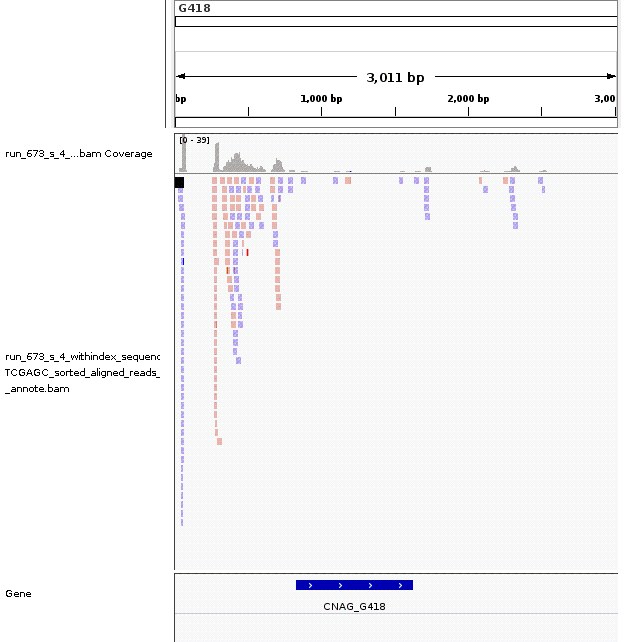 G418
3,011 bp
bp 1,000 bp 2,000 bp 3,00
[0 - 39]
run_673_s_4_...bam Coverage
run_673_s_4_withindex_sequenc
TCGAGC_sorted_aligned_reads_
_annote.bam
Gene
CNAG_G418